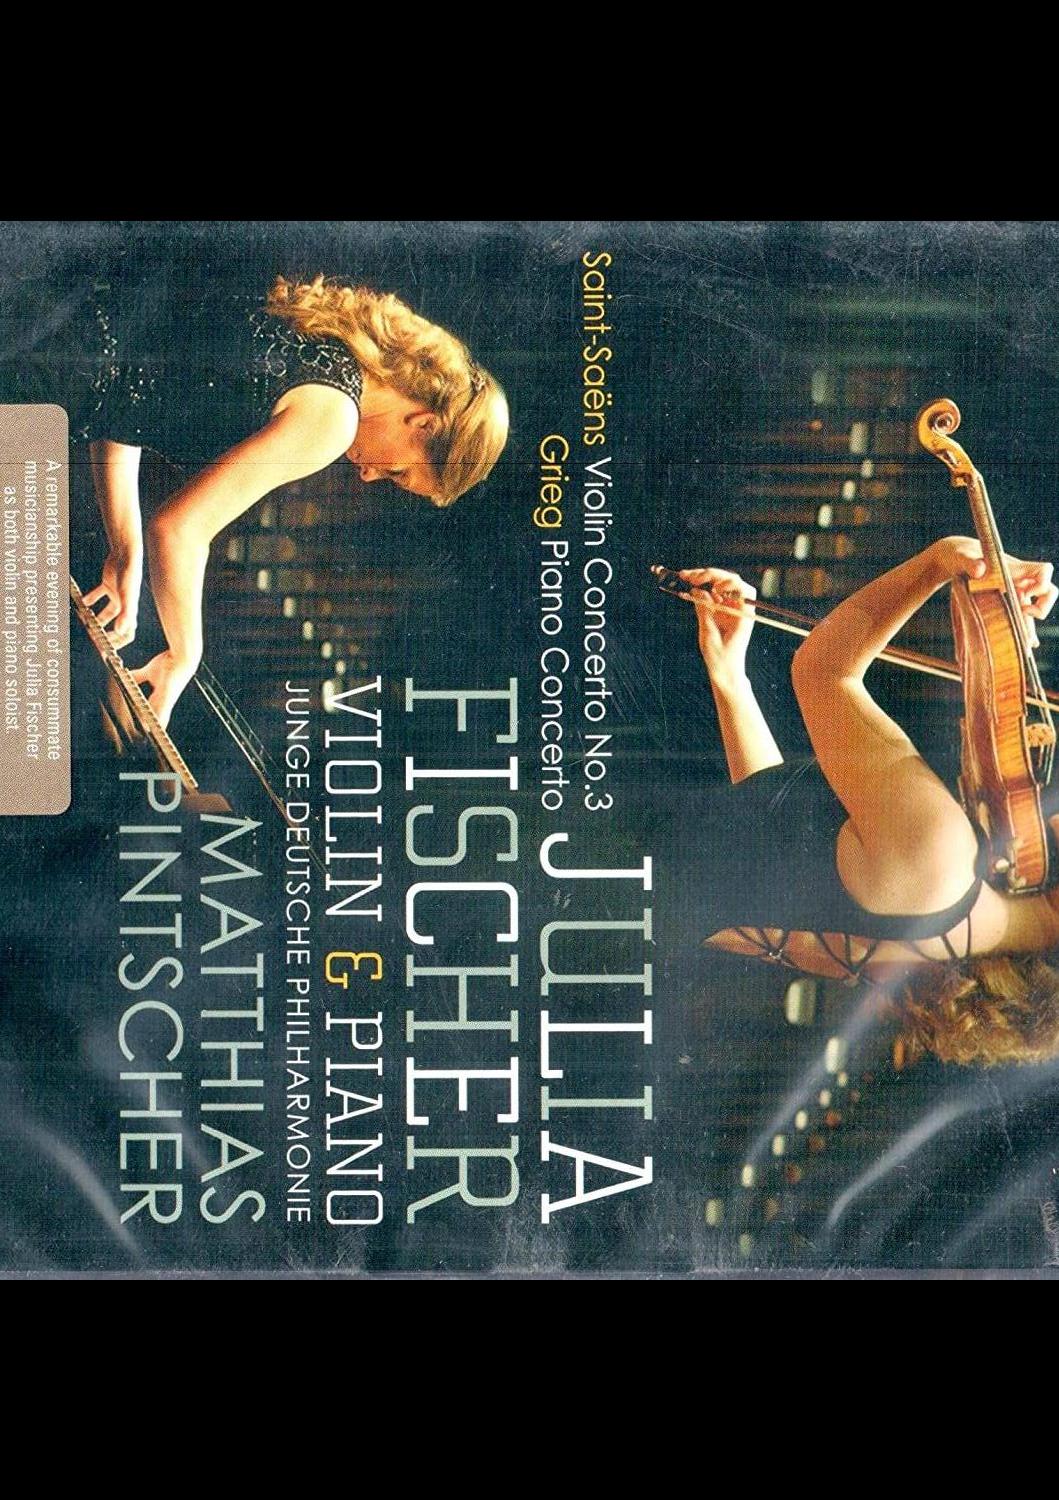 Saint-Saëns Violin Concerto No.3
Grieg Piano Concerto
JULIA
FISCHER
VIOLIN & PIANO
JUNGE DEUTSCHE PHILHARMONIE
MATTHIAS
PINTSCHER
A remarkable evening of consummate
musicianship presenting Julia Fischer
as both violin and piano soloist.